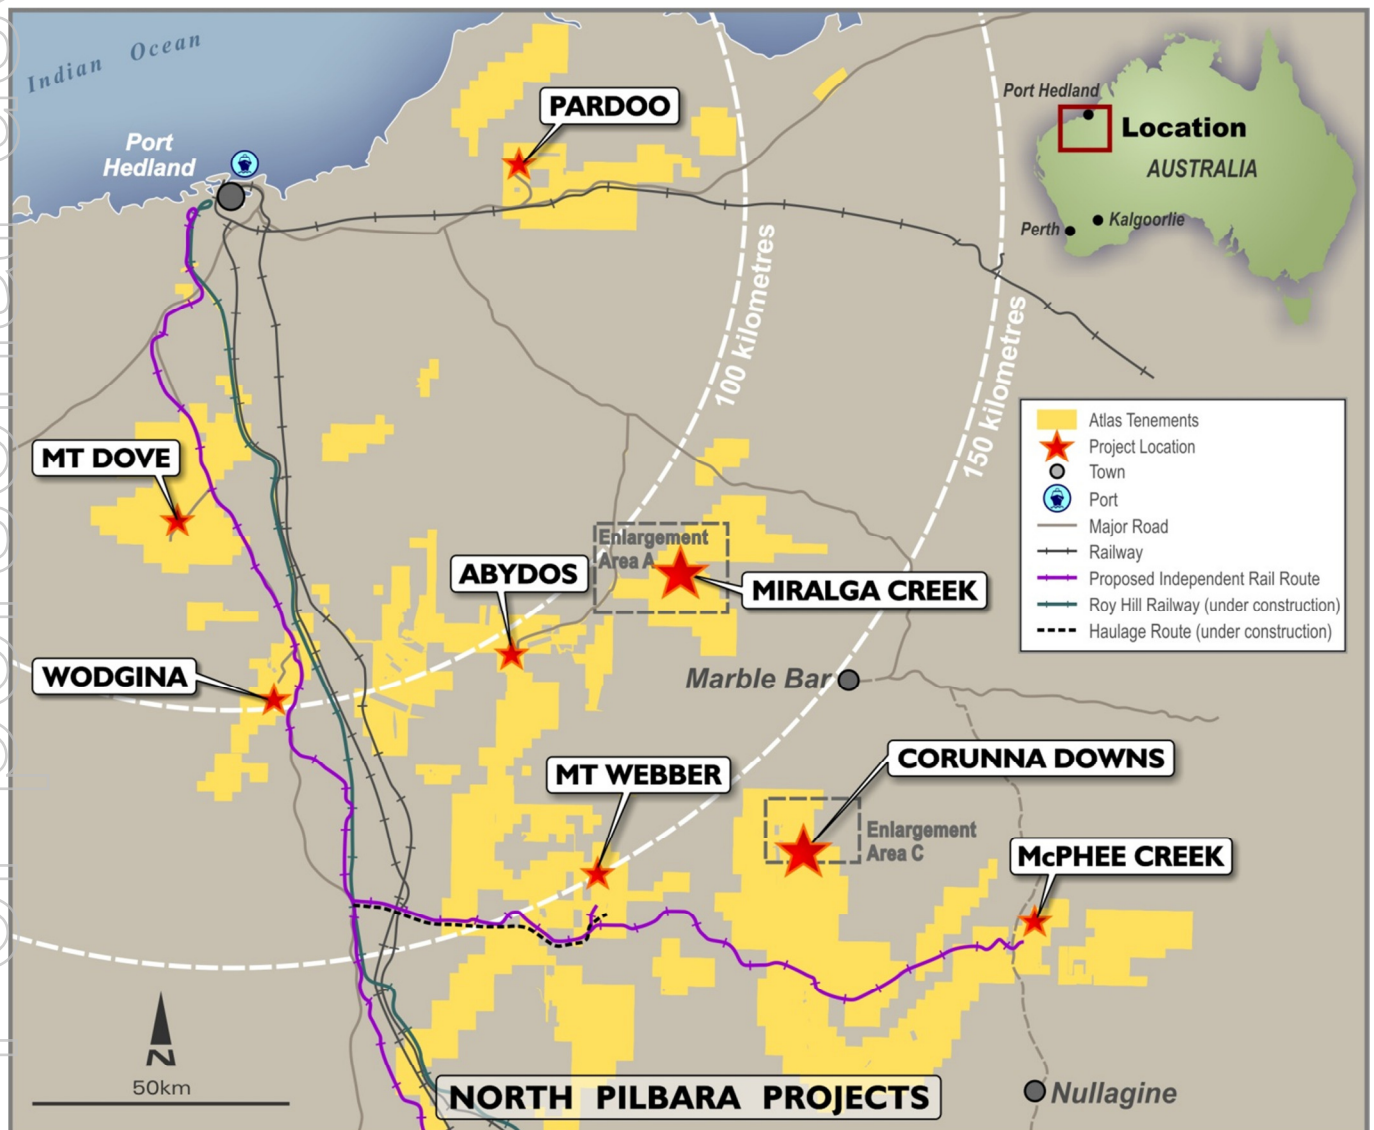 Indian Ocean
Port
Hedland
PARDOO
Port Hedland
Location
AUSTRALIA
Perth
Kalgoorlie
100 kilometres
150 kilometres
Atlas Tenements
Project Location
Town
Port
Major Road
Railway
Proposed Independent Rail Route
Roy Hill Railway (under construction)
Haulage Route (under construction)
MT DOVE
Enlargement
Area A
ABYDOS
MIRALGA CREEK
WODGINA
Marble Bar
MT WEBBER
CORUNNA DOWNS
Enlargement
Area C
McPHEE CREEK
N
50km
NORTH PILBARA PROJECTS
Nullagine